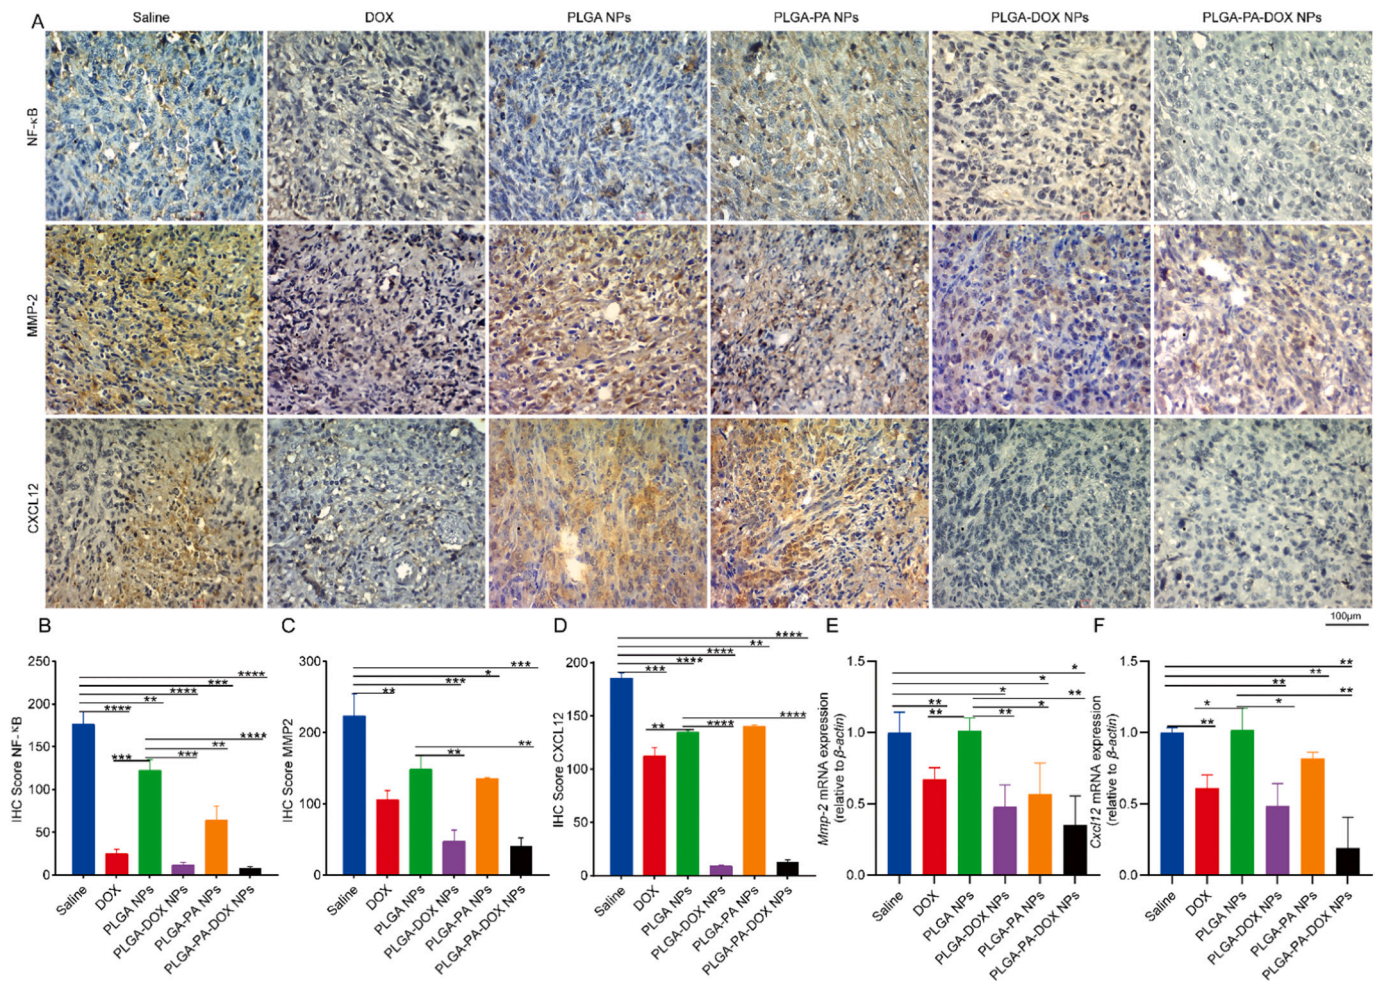 A
Saline
DOX
PLGA NPs
PLGA-PA NPs
PLGA-DOX NPs
PLGA-PA-DOX NPs
NF-κB
MMP-2
CXCL12
100μm
B
IHC Score NF-κB
250
200
150
100
50
0
****
***
****
**
****
****
**
***
***
Saline
DOX
PLGA NPs
PLGA-DOX NPs
PLGA-PA NPs
PLGA-PA-DOX NPs
C
IHC Score MMP2
300
200
100
0
***
*
***
**
**
**
Saline
DOX
PLGA NPs
PLGA-DOX NPs
PLGA-PA NPs
PLGA-PA-DOX NPs
D
IHC Score CXCL12
200
150
100
50
0
****
**
****
****
***
****
****
**
Saline
DOX
PLGA NPs
PLGA-DOX NPs
PLGA-PA NPs
PLGA-PA-DOX NPs
E
Mmp-2 mRNA expression
(relative to β-actin)
1.5
1.0
0.5
0.0
*
*
*
**
**
*
**
**
Saline
DOX
PLGA NPs
PLGA-DOX NPs
PLGA-PA NPs
PLGA-PA-DOX NPs
F
Cxcl12 mRNA expression
(relative to β-actin)
1.5
1.0
0.5
0.0
**
**
**
**
*
*
**
Saline
DOX
PLGA NPs
PLGA-DOX NPs
PLGA-PA NPs
PLGA-PA-DOX NPs